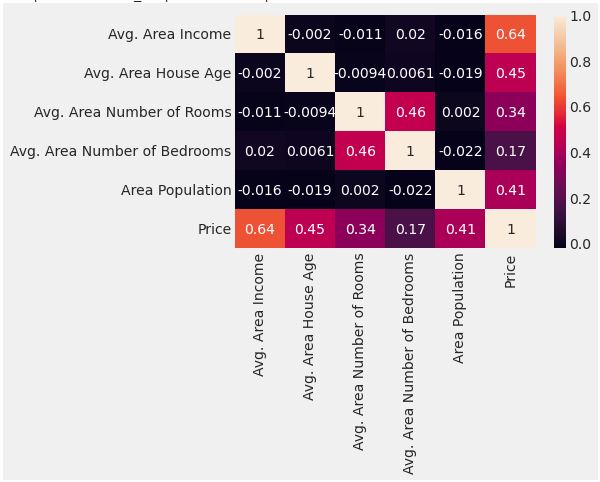 1.0
Avg. Area Income 1 -0.002 -0.011 0.02 -0.016 0.64
0.8
Avg. Area House Age -0.002 1 -0.0094 0.0061 -0.019 0.45
0.6
Avg. Area Number of Rooms -0.011 -0.0094 1 0.46 0.002 0.34
0.4
Avg. Area Number of Bedrooms 0.02 0.0061 0.46 1 -0.022 0.17
0.2
Area Population -0.016 -0.019 0.002 -0.022 1 0.41
Price 0.64 0.45 0.34 0.17 0.41 1
0.0
Avg. Area Income
Avg. Area House Age
Avg. Area Number of Rooms
Avg. Area Number of Bedrooms
Area Population
Price